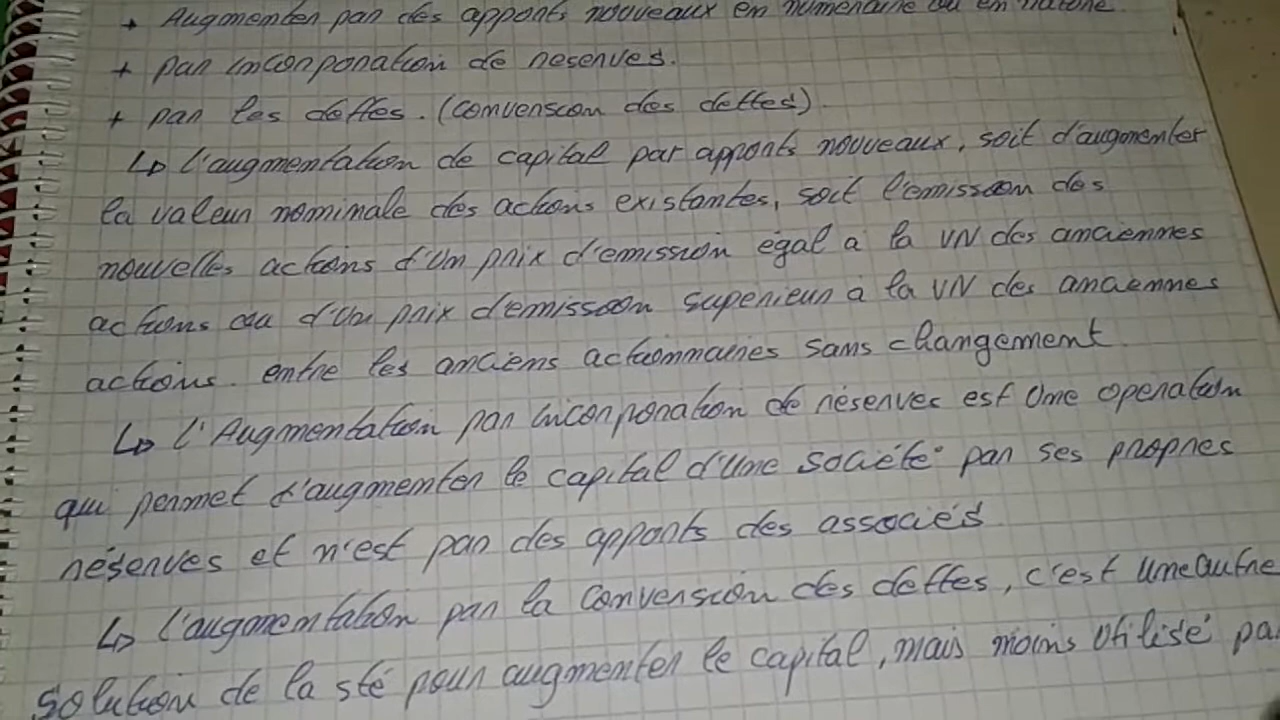 + Augmenter par des apports nouveaux en numeraire ou en nature
+ par incorporation de reserves.
+ par les dettes. (conversion des dettes)
↳ l'augmentation de capital par apports nouveaux, soit d'augmenter
la valeur nominale des actions existantes, soit l'emission des
nouvelles actions d'un prix d'emission égal à la VN des anciennes
actions ou d'un prix d'emission superieur à la VN des anciennes
actions. entre les anciens actionnaires sans changement.
↳ l'Augmentation par incorporation de réserves est une operation
qui permet d'augmenter le capital d'une société par ses propres
réserves et n'est par des apports des associés
↳ l'augmentation par la conversion des dettes, c'est une autre
solution de la sté pour augmenter le capital, mais moins utilisé pa